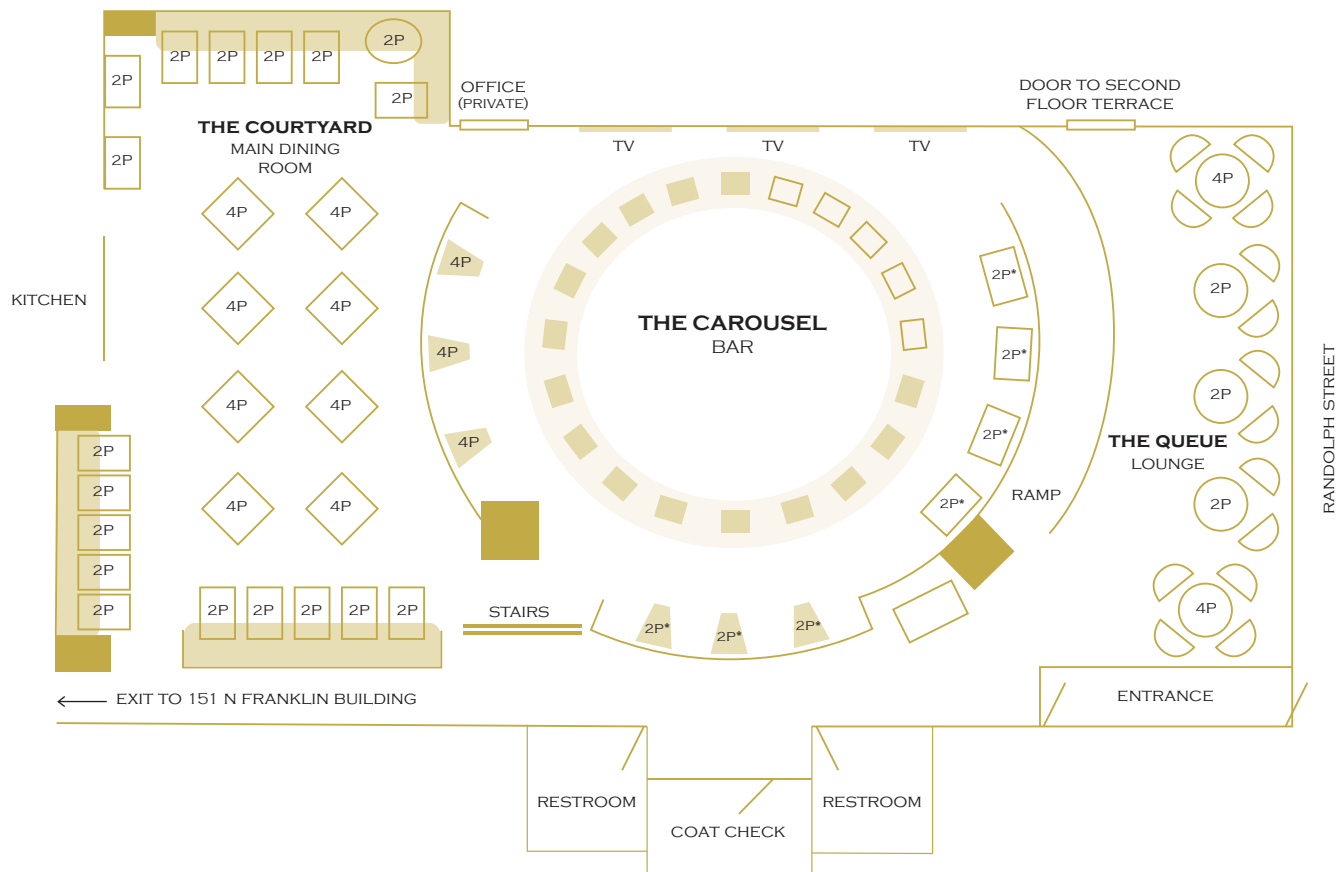 2P 2P 2P 2P 2P
2P
2P
OFFICE
(PRIVATE)
DOOR TO SECOND
FLOOR TERRACE
THE COURTYARD
MAIN DINING
ROOM
2P
TV TV TV
4P
4P 4P
4P
2P*
2P
KITCHEN
4P 4P
THE CAROUSEL
BAR
4P
2P*
RANDOLPH STREET
2P
4P 4P
4P
2P*
THE QUEUE
LOUNGE
2P
2P
2P
2P
2P
4P 4P
2P*
RAMP
2P
2P 2P 2P 2P 2P
STAIRS
2P* 2P* 2P*
4P
EXIT TO 151 N FRANKLIN BUILDING
ENTRANCE
RESTROOM
COAT CHECK
RESTROOM